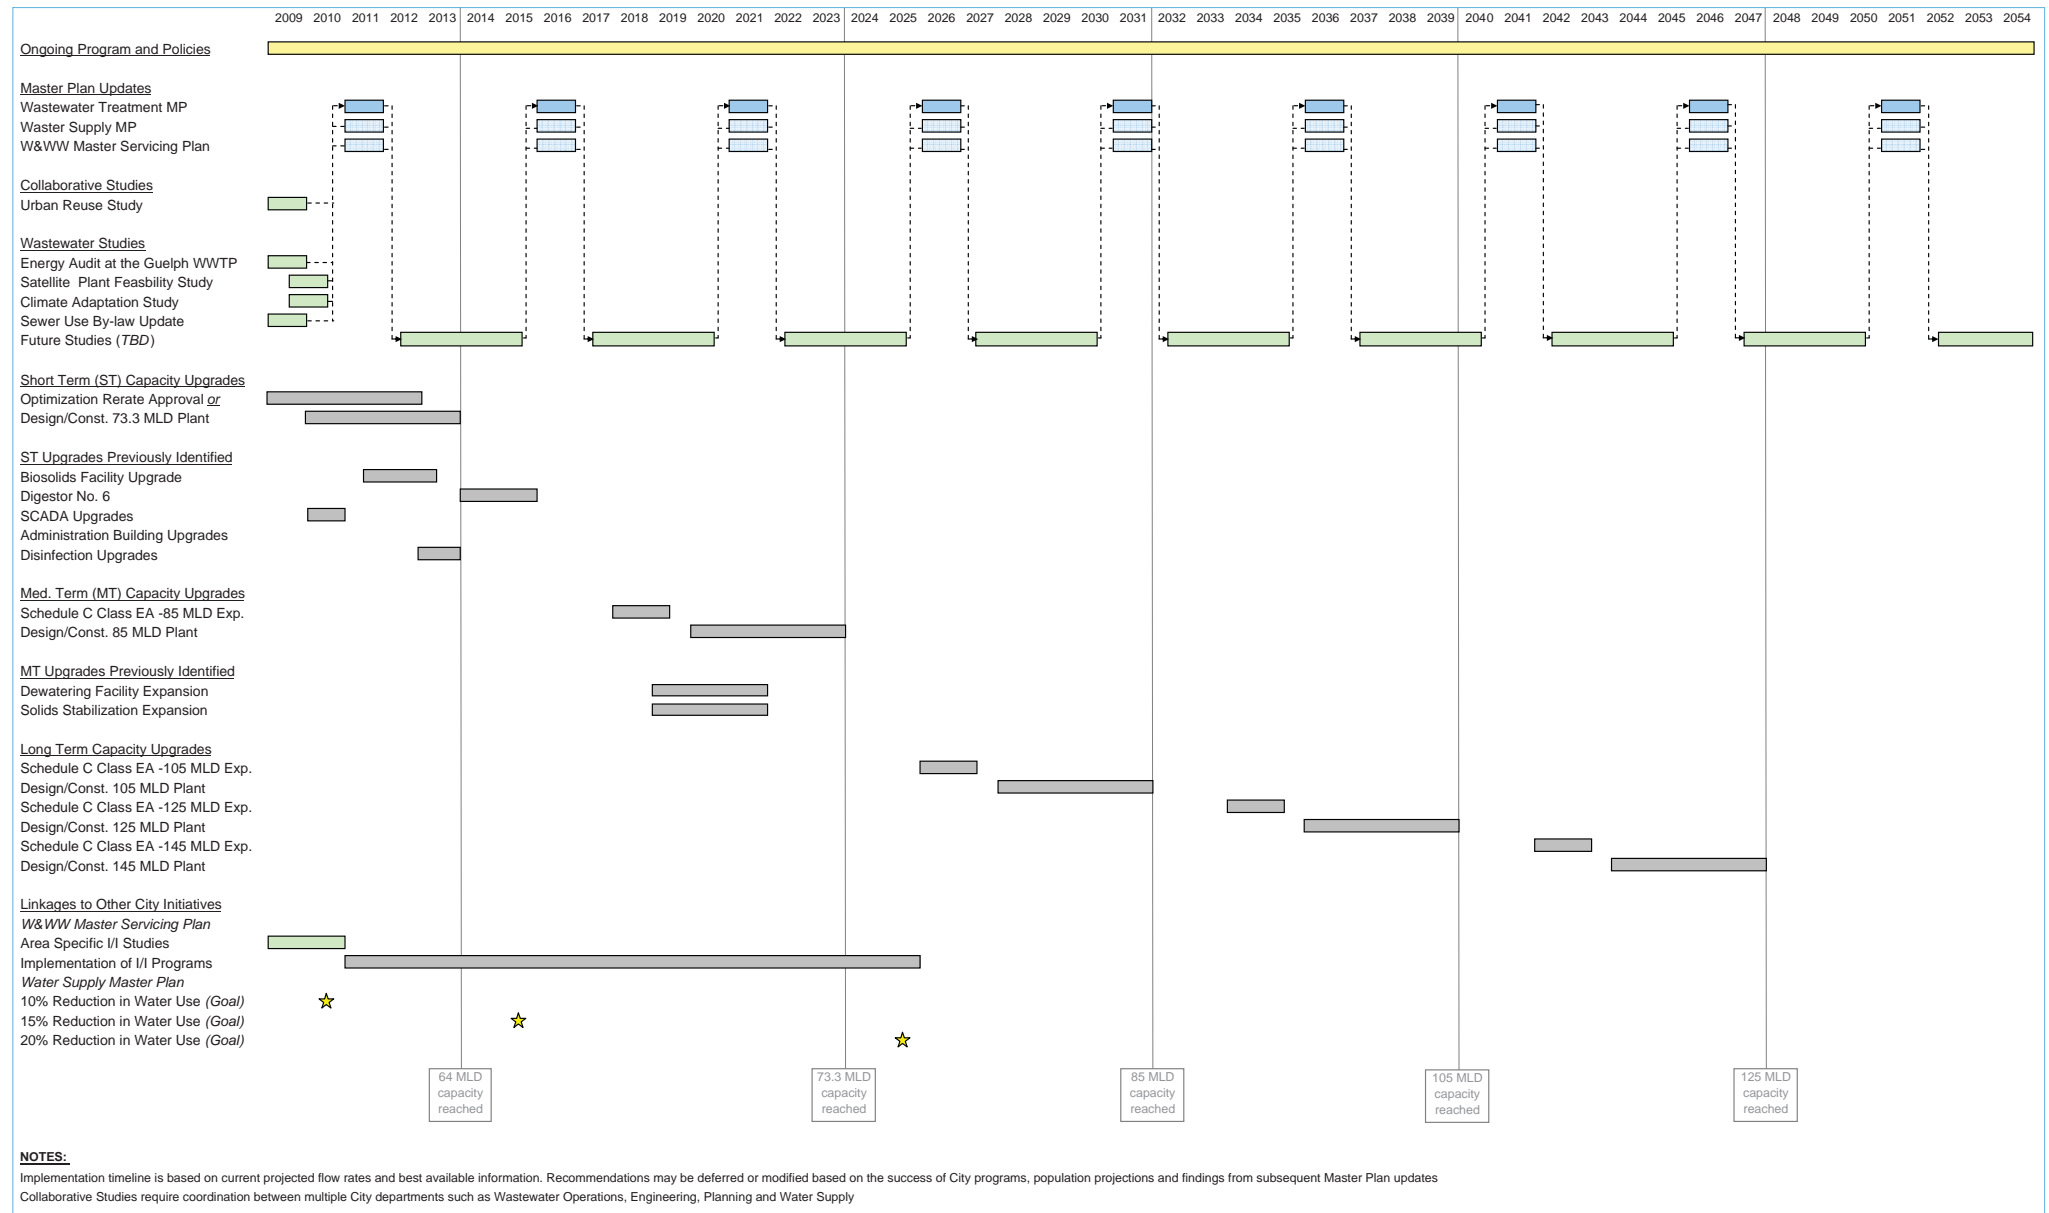 2009 2010 2011 2012 2013 2014 2015 2016 2017 2018 2019 2020 2021 2022 2023 2024 2025 2026 2027 2028 2029 2030 2031 2032 2033 2034 2035 2036 2037 2038 2039 2040 2041 2042 2043 2044 2045 2046 2047 2048 2049 2050 2051 2052 2053 2054
Ongoing Program and Policies
Master Plan Updates
Wastewater Treatment MP
Waster Supply MP
W&WW Master Servicing Plan
Collaborative Studies
Urban Reuse Study
Wastewater Studies
Energy Audit at the Guelph WWTP
Satellite Plant Feasbility Study
Climate Adaptation Study
Sewer Use By-law Update
Future Studies (TBD)
Short Term (ST) Capacity Upgrades
Optimization Rerate Approval or
Design/Const. 73.3 MLD Plant
ST Upgrades Previously Identified
Biosolids Facility Upgrade
Digestor No. 6
SCADA Upgrades
Administration Building Upgrades
Disinfection Upgrades
Med. Term (MT) Capacity Upgrades
Schedule C Class EA -85 MLD Exp.
Design/Const. 85 MLD Plant
MT Upgrades Previously Identified
Dewatering Facility Expansion
Solids Stabilization Expansion
Long Term Capacity Upgrades
Schedule C Class EA -105 MLD Exp.
Design/Const. 105 MLD Plant
Schedule C Class EA -125 MLD Exp.
Design/Const. 125 MLD Plant
Schedule C Class EA -145 MLD Exp.
Design/Const. 145 MLD Plant
Linkages to Other City Initiatives
W&WW Master Servicing Plan
Area Specific I/I Studies
Implementation of I/I Programs
Water Supply Master Plan
10% Reduction in Water Use (Goal)
15% Reduction in Water Use (Goal)
20% Reduction in Water Use (Goal)
64 MLD
capacity
reached
73.3 MLD
capacity
reached
85 MLD
capacity
reached
105 MLD
capacity
reached
125 MLD
capacity
reached
NOTES:
Implementation timeline is based on current projected flow rates and best available information. Recommendations may be deferred or modified based on the success of City programs, population projections and findings from subsequent Master Plan updates
Collaborative Studies require coordination between multiple City departments such as Wastewater Operations, Engineering, Planning and Water Supply